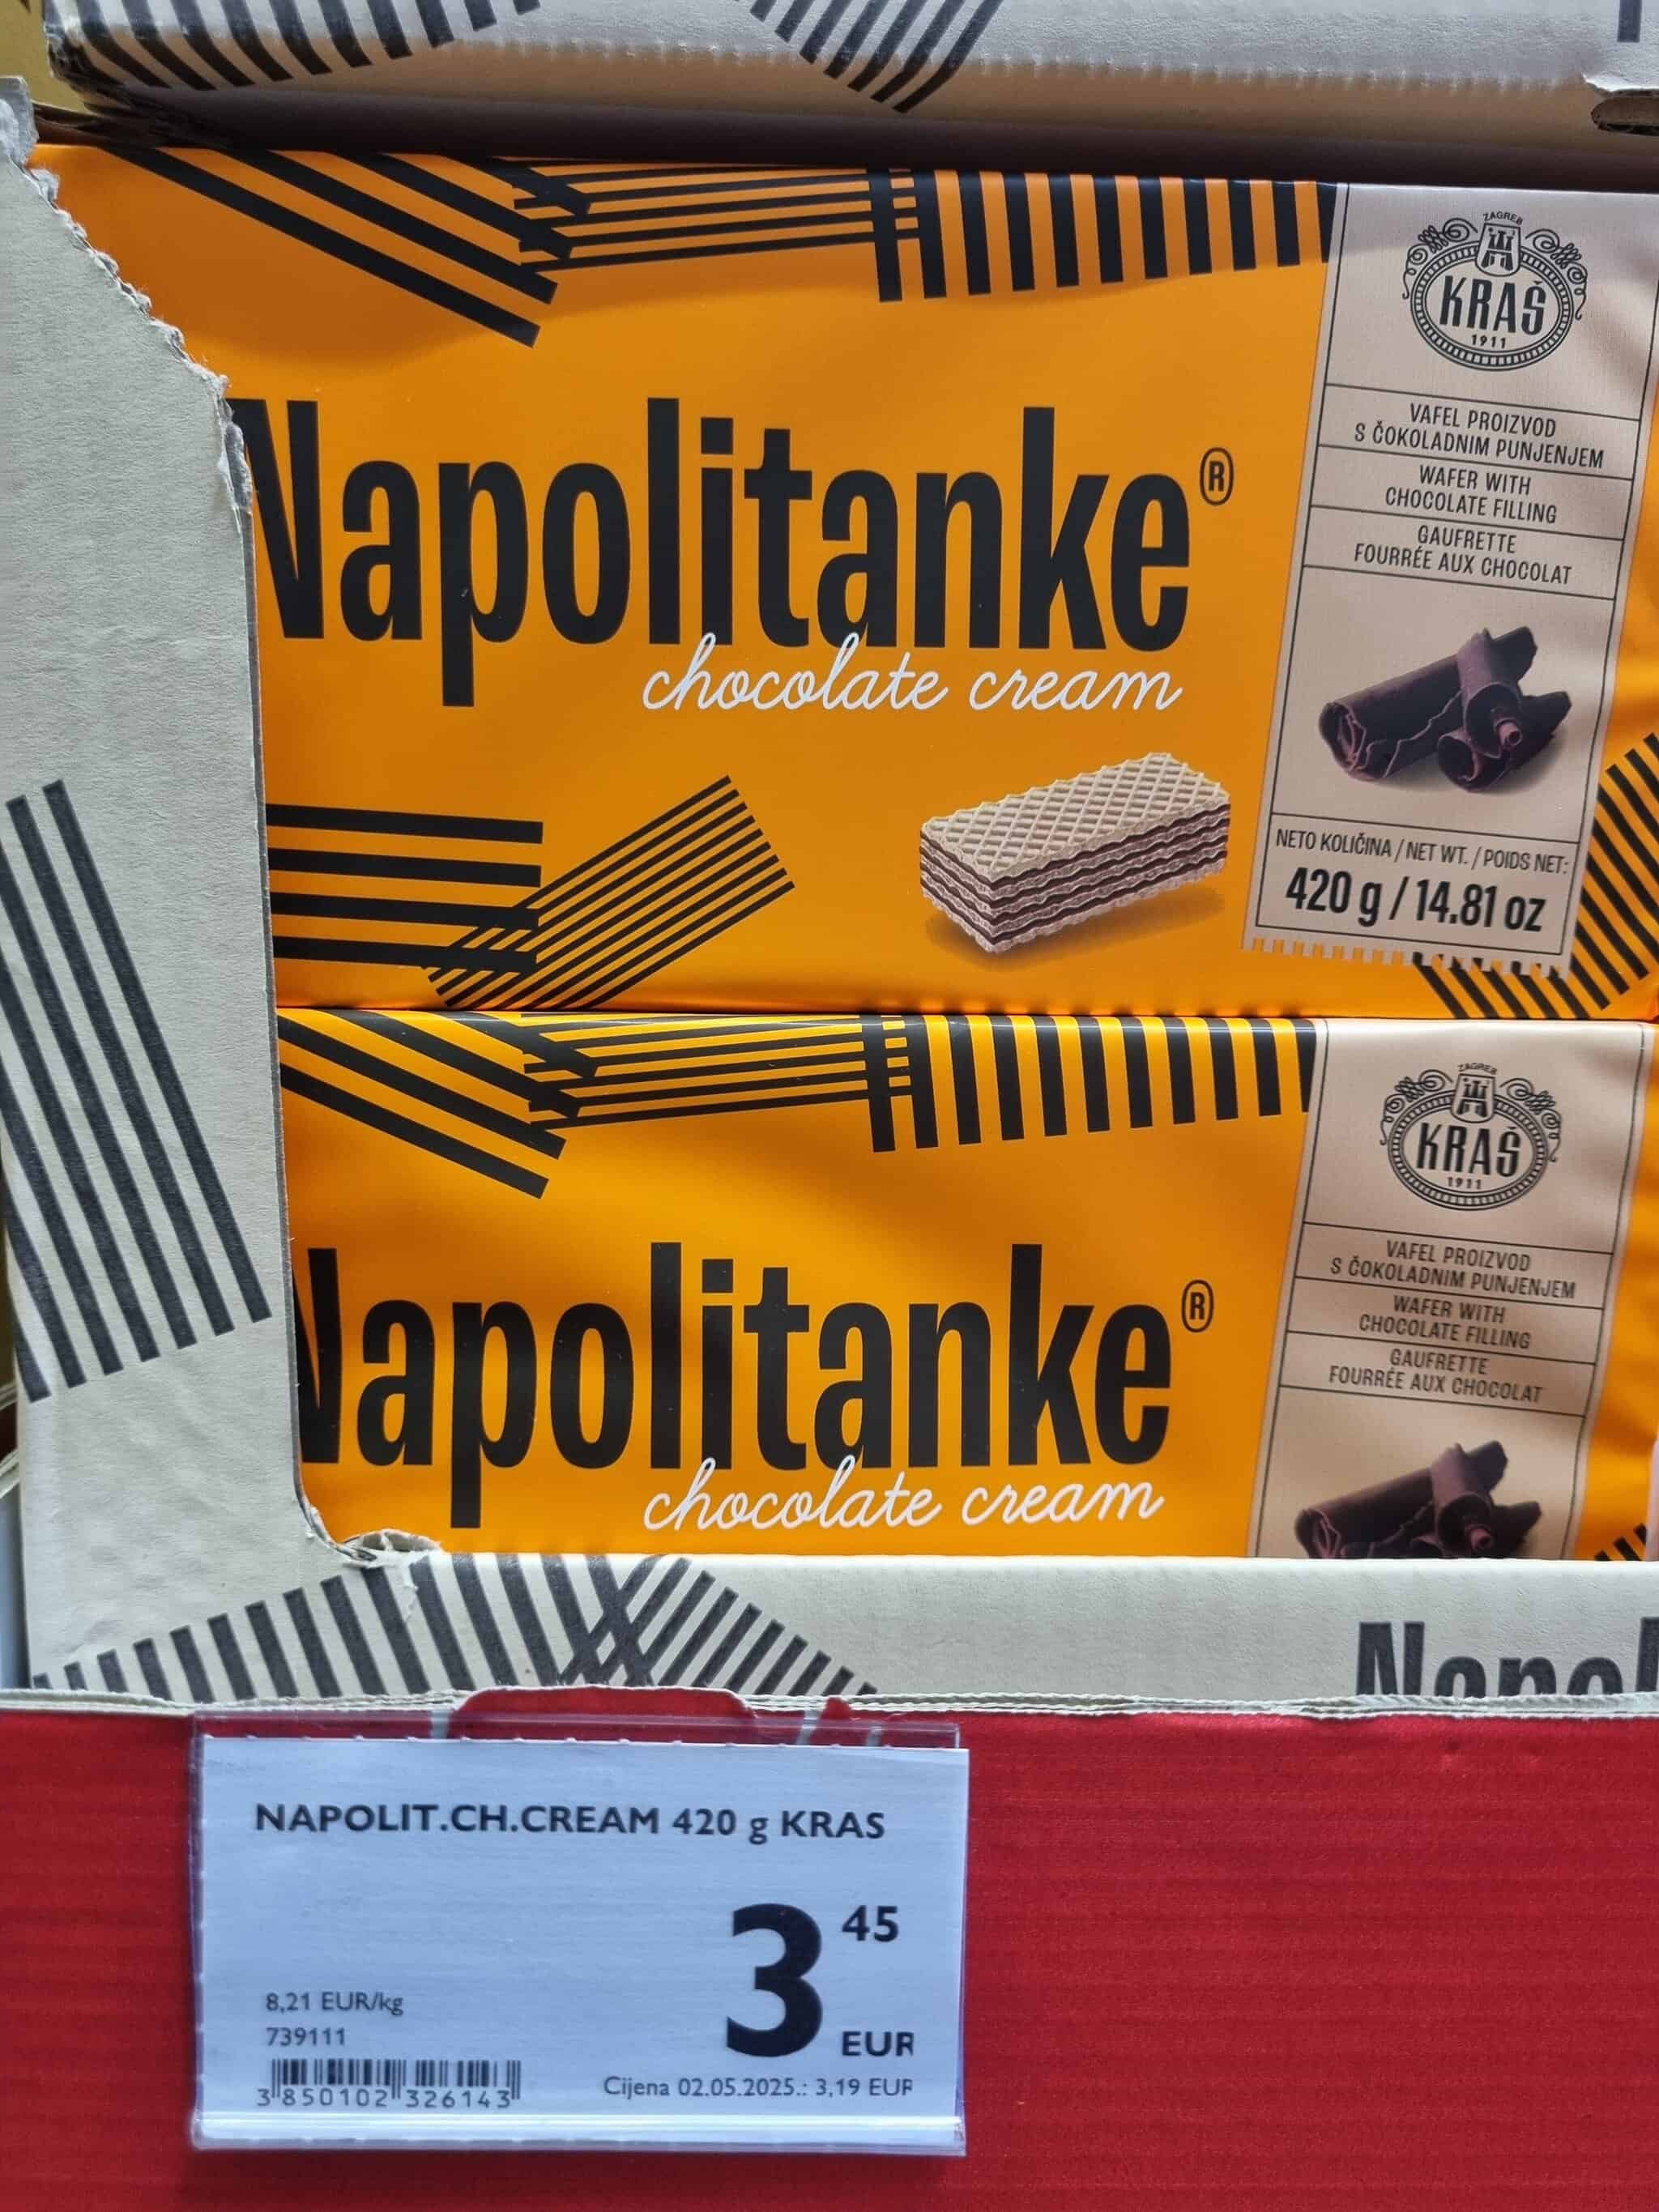 ZAGREB
KRAŠ
1911
VAFEL PROIZVOD
S ČOKOLADNIM PUNJENJEM
WAFER WITH
CHOCOLATE FILLING
GAUFRETTE
FOURRÉE AUX CHOCOLAT
Napolitanke®
chocolate cream
NETO KOLIČINA / NET WT. / POIDS NET:
420 g / 14.81 oz
ZAGREB
KRAŠ
1911
VAFEL PROIZVOD
S ČOKOLADNIM PUNJENJEM
WAFER WITH
CHOCOLATE FILLING
GAUFRETTE
FOURRÉE AUX CHOCOLAT
Napolitanke®
chocolate cream
Napol
NAPOLIT.CH.CREAM 420 g KRAS
3 45
EUR
8,21 EUR/kg
739111
3 850102 326143
Cijena 02.05.2025.: 3,19 EUR